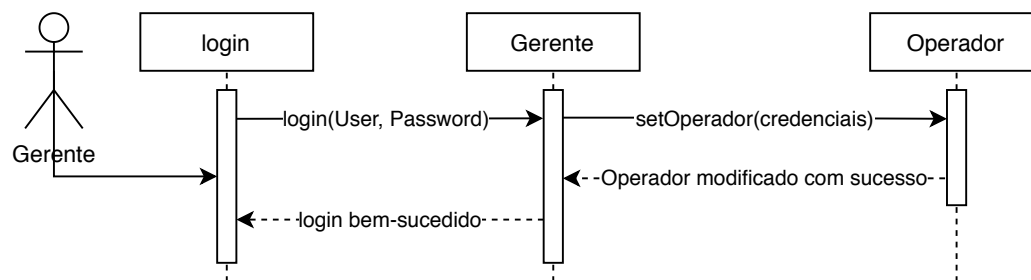 login
Gerente
Operador
login(User, Password)
setOperador(credenciais)
Gerente
Operador modificado com sucesso
login bem-sucedido